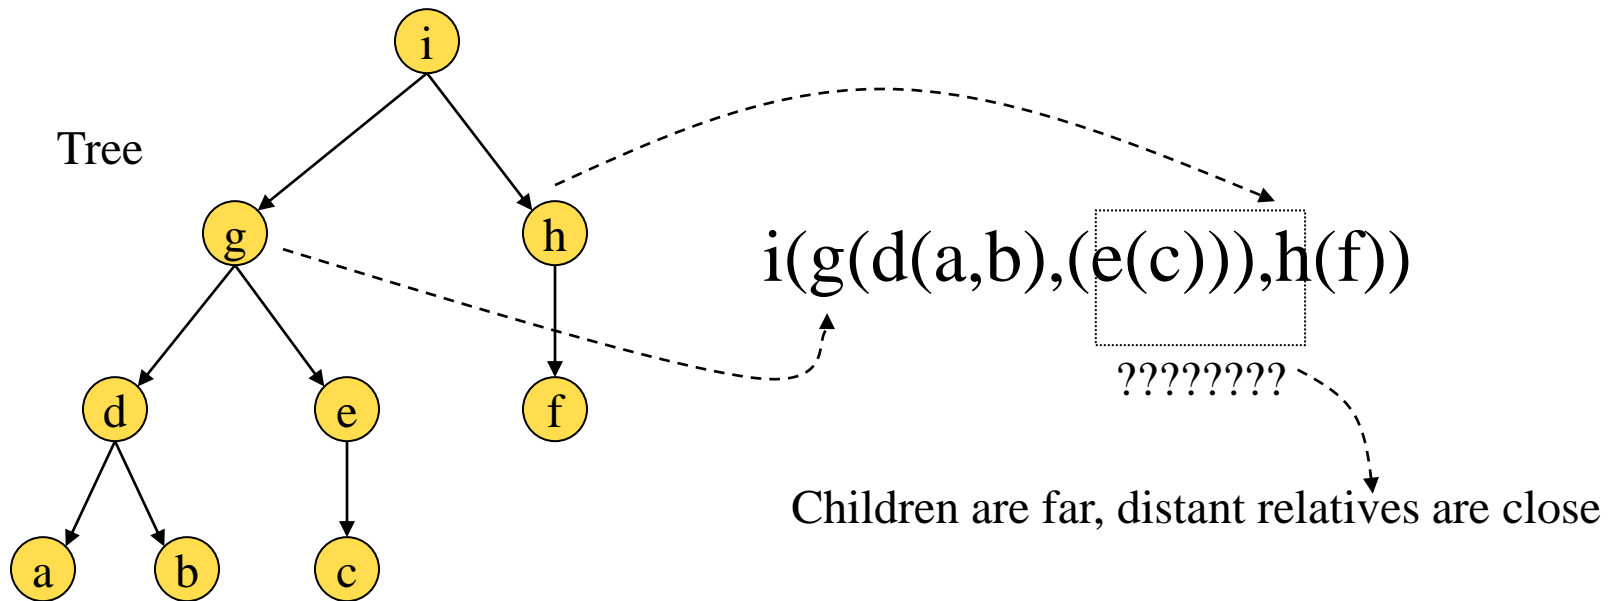 i
Tree
g
h
i(g(d(a,b),(e(c))),h(f))
d
e
f
????????
Children are far, distant relatives are close
a
b
c